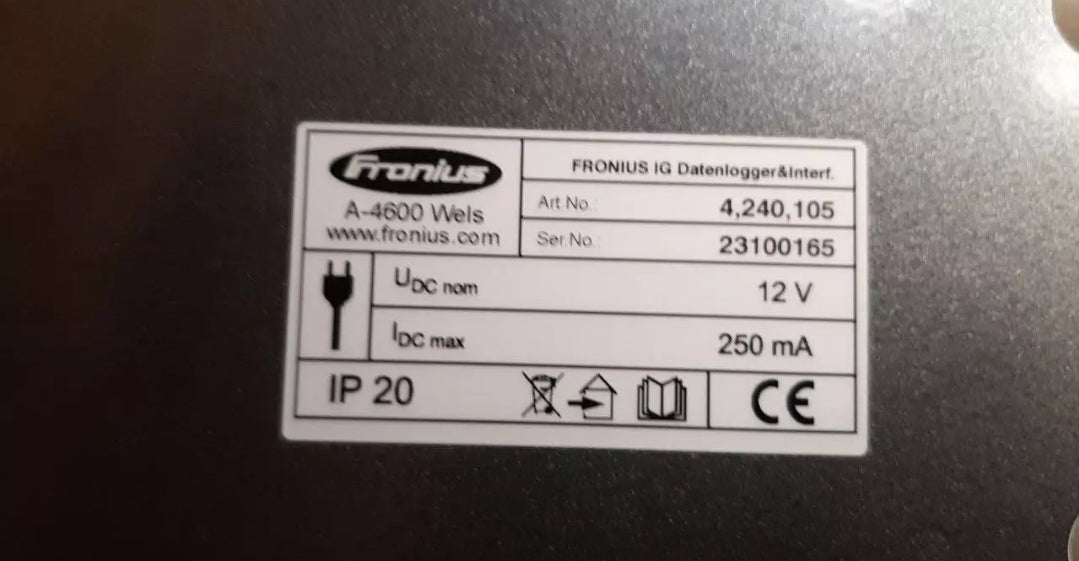 Fronius
A-4600 Wels
www.fronius.com
FRONIUS IG Datenlogger&Interf.
Art.No.: 4,240,105
Ser.No.: 23100165
UDC nom 12 V
IDC max 250 mA
IP 20
CE